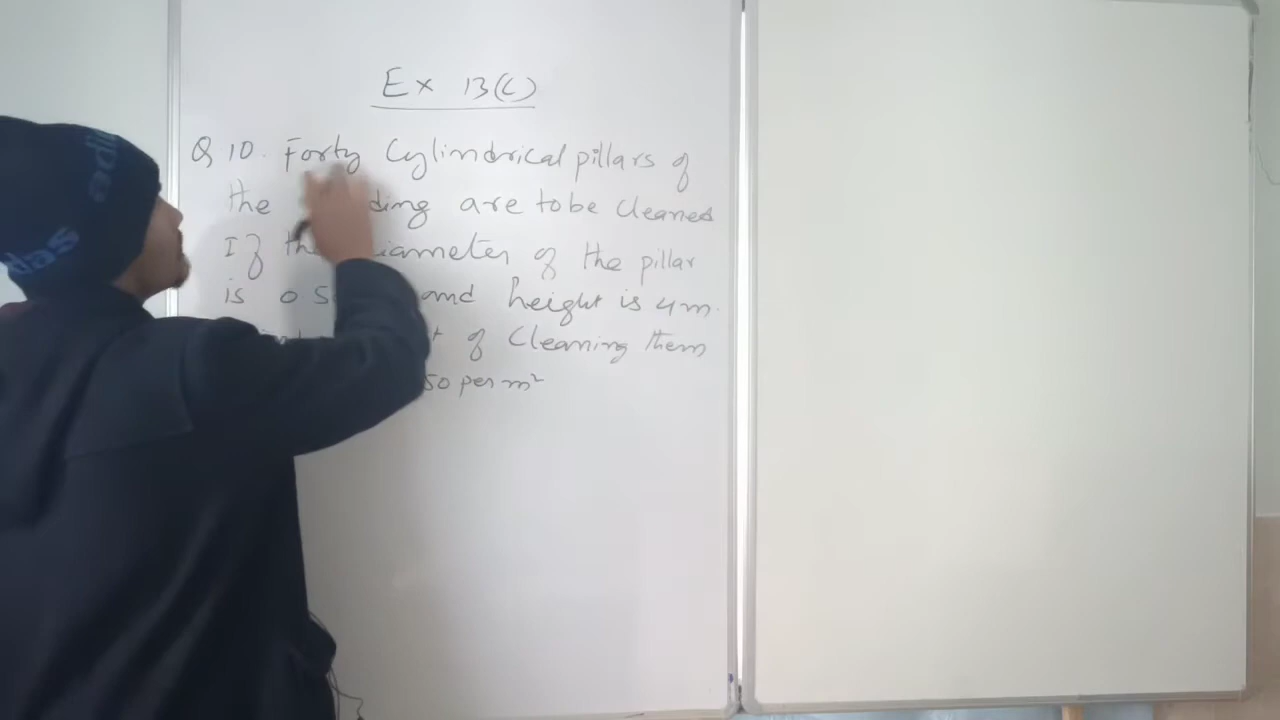 Ex 13(C)
Q 10. Forty Cylindrical pillars of
the are to be cleaned
If the diameter of the pillar
is and height is 4m.
of Cleaning them
50 per m²